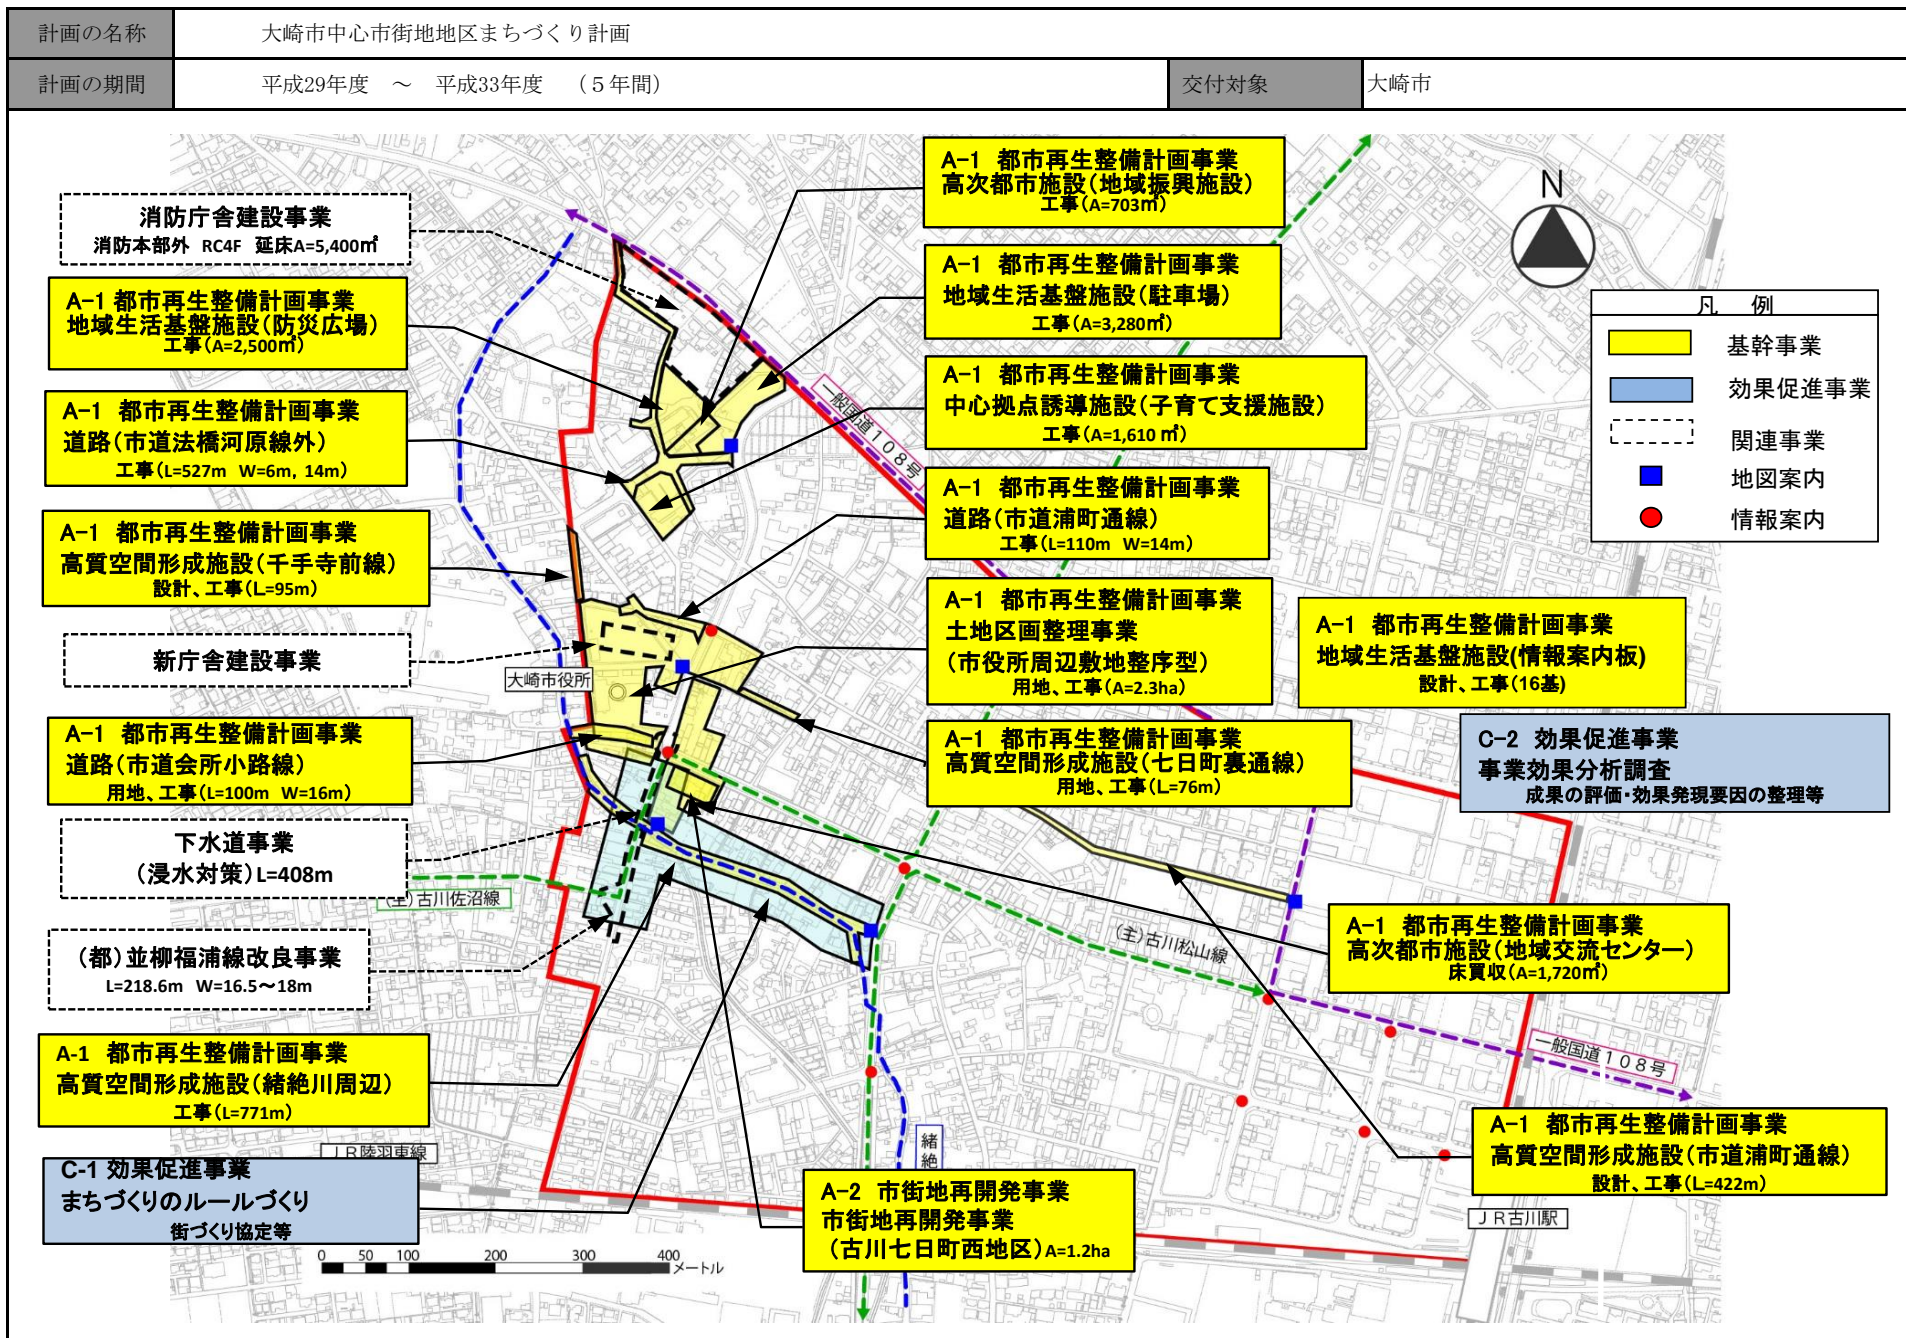 計画の名称 大崎市中心市街地地区まちづくり計画
計画の期間 平成29年度 ～ 平成33年度 （５年間） 交付対象 大崎市
消防庁舎建設事業
消防本部外 RC4F 延床A=5,400㎡
A-1 都市再生整備計画事業
地域生活基盤施設(防災広場)
工事(A=2,500㎡)
A-1 都市再生整備計画事業
道路(市道法橋河原線外)
工事(L=527m W=6m, 14m)
A-1 都市再生整備計画事業
高質空間形成施設(千手寺前線)
設計、工事(L=95m)
新庁舎建設事業
大崎市役所
A-1 都市再生整備計画事業
道路(市道会所小路線)
用地、工事(L=100m W=16m)
下水道事業
(浸水対策)L=408m
(主)古川佐沼線
(都)並柳福浦線改良事業
L=218.6m W=16.5～18m
A-1 都市再生整備計画事業
高質空間形成施設(緒絶川周辺)
工事(L=771m)
ＪＲ陸羽東線
C-1 効果促進事業
まちづくりのルールづくり
街づくり協定等
0 50 100 200 300 400
メートル
A-1 都市再生整備計画事業
高次都市施設(地域振興施設)
工事(A=703㎡)
A-1 都市再生整備計画事業
地域生活基盤施設(駐車場)
工事(A=3,280㎡)
A-1 都市再生整備計画事業
中心拠点誘導施設(子育て支援施設)
工事(A=1,610 ㎡)
一般国道１０８号
A-1 都市再生整備計画事業
道路(市道浦町通線)
工事(L=110m W=14m)
A-1 都市再生整備計画事業
土地区画整理事業
(市役所周辺敷地整序型)
用地、工事(A=2.3ha)
A-1 都市再生整備計画事業
高質空間形成施設(七日町裏通線)
用地、工事(L=76m)
(主)古川松山線
緒絶
A-2 市街地再開発事業
市街地再開発事業
(古川七日町西地区)A=1.2ha
N
凡 例
基幹事業
効果促進事業
関連事業
地図案内
情報案内
A-1 都市再生整備計画事業
地域生活基盤施設(情報案内板)
設計、工事(16基)
C-2 効果促進事業
事業効果分析調査
成果の評価・効果発現要因の整理等
A-1 都市再生整備計画事業
高次都市施設(地域交流センター)
床買収(A=1,720㎡)
一般国道１０８号
A-1 都市再生整備計画事業
高質空間形成施設(市道浦町通線)
設計、工事(L=422m)
ＪＲ古川駅